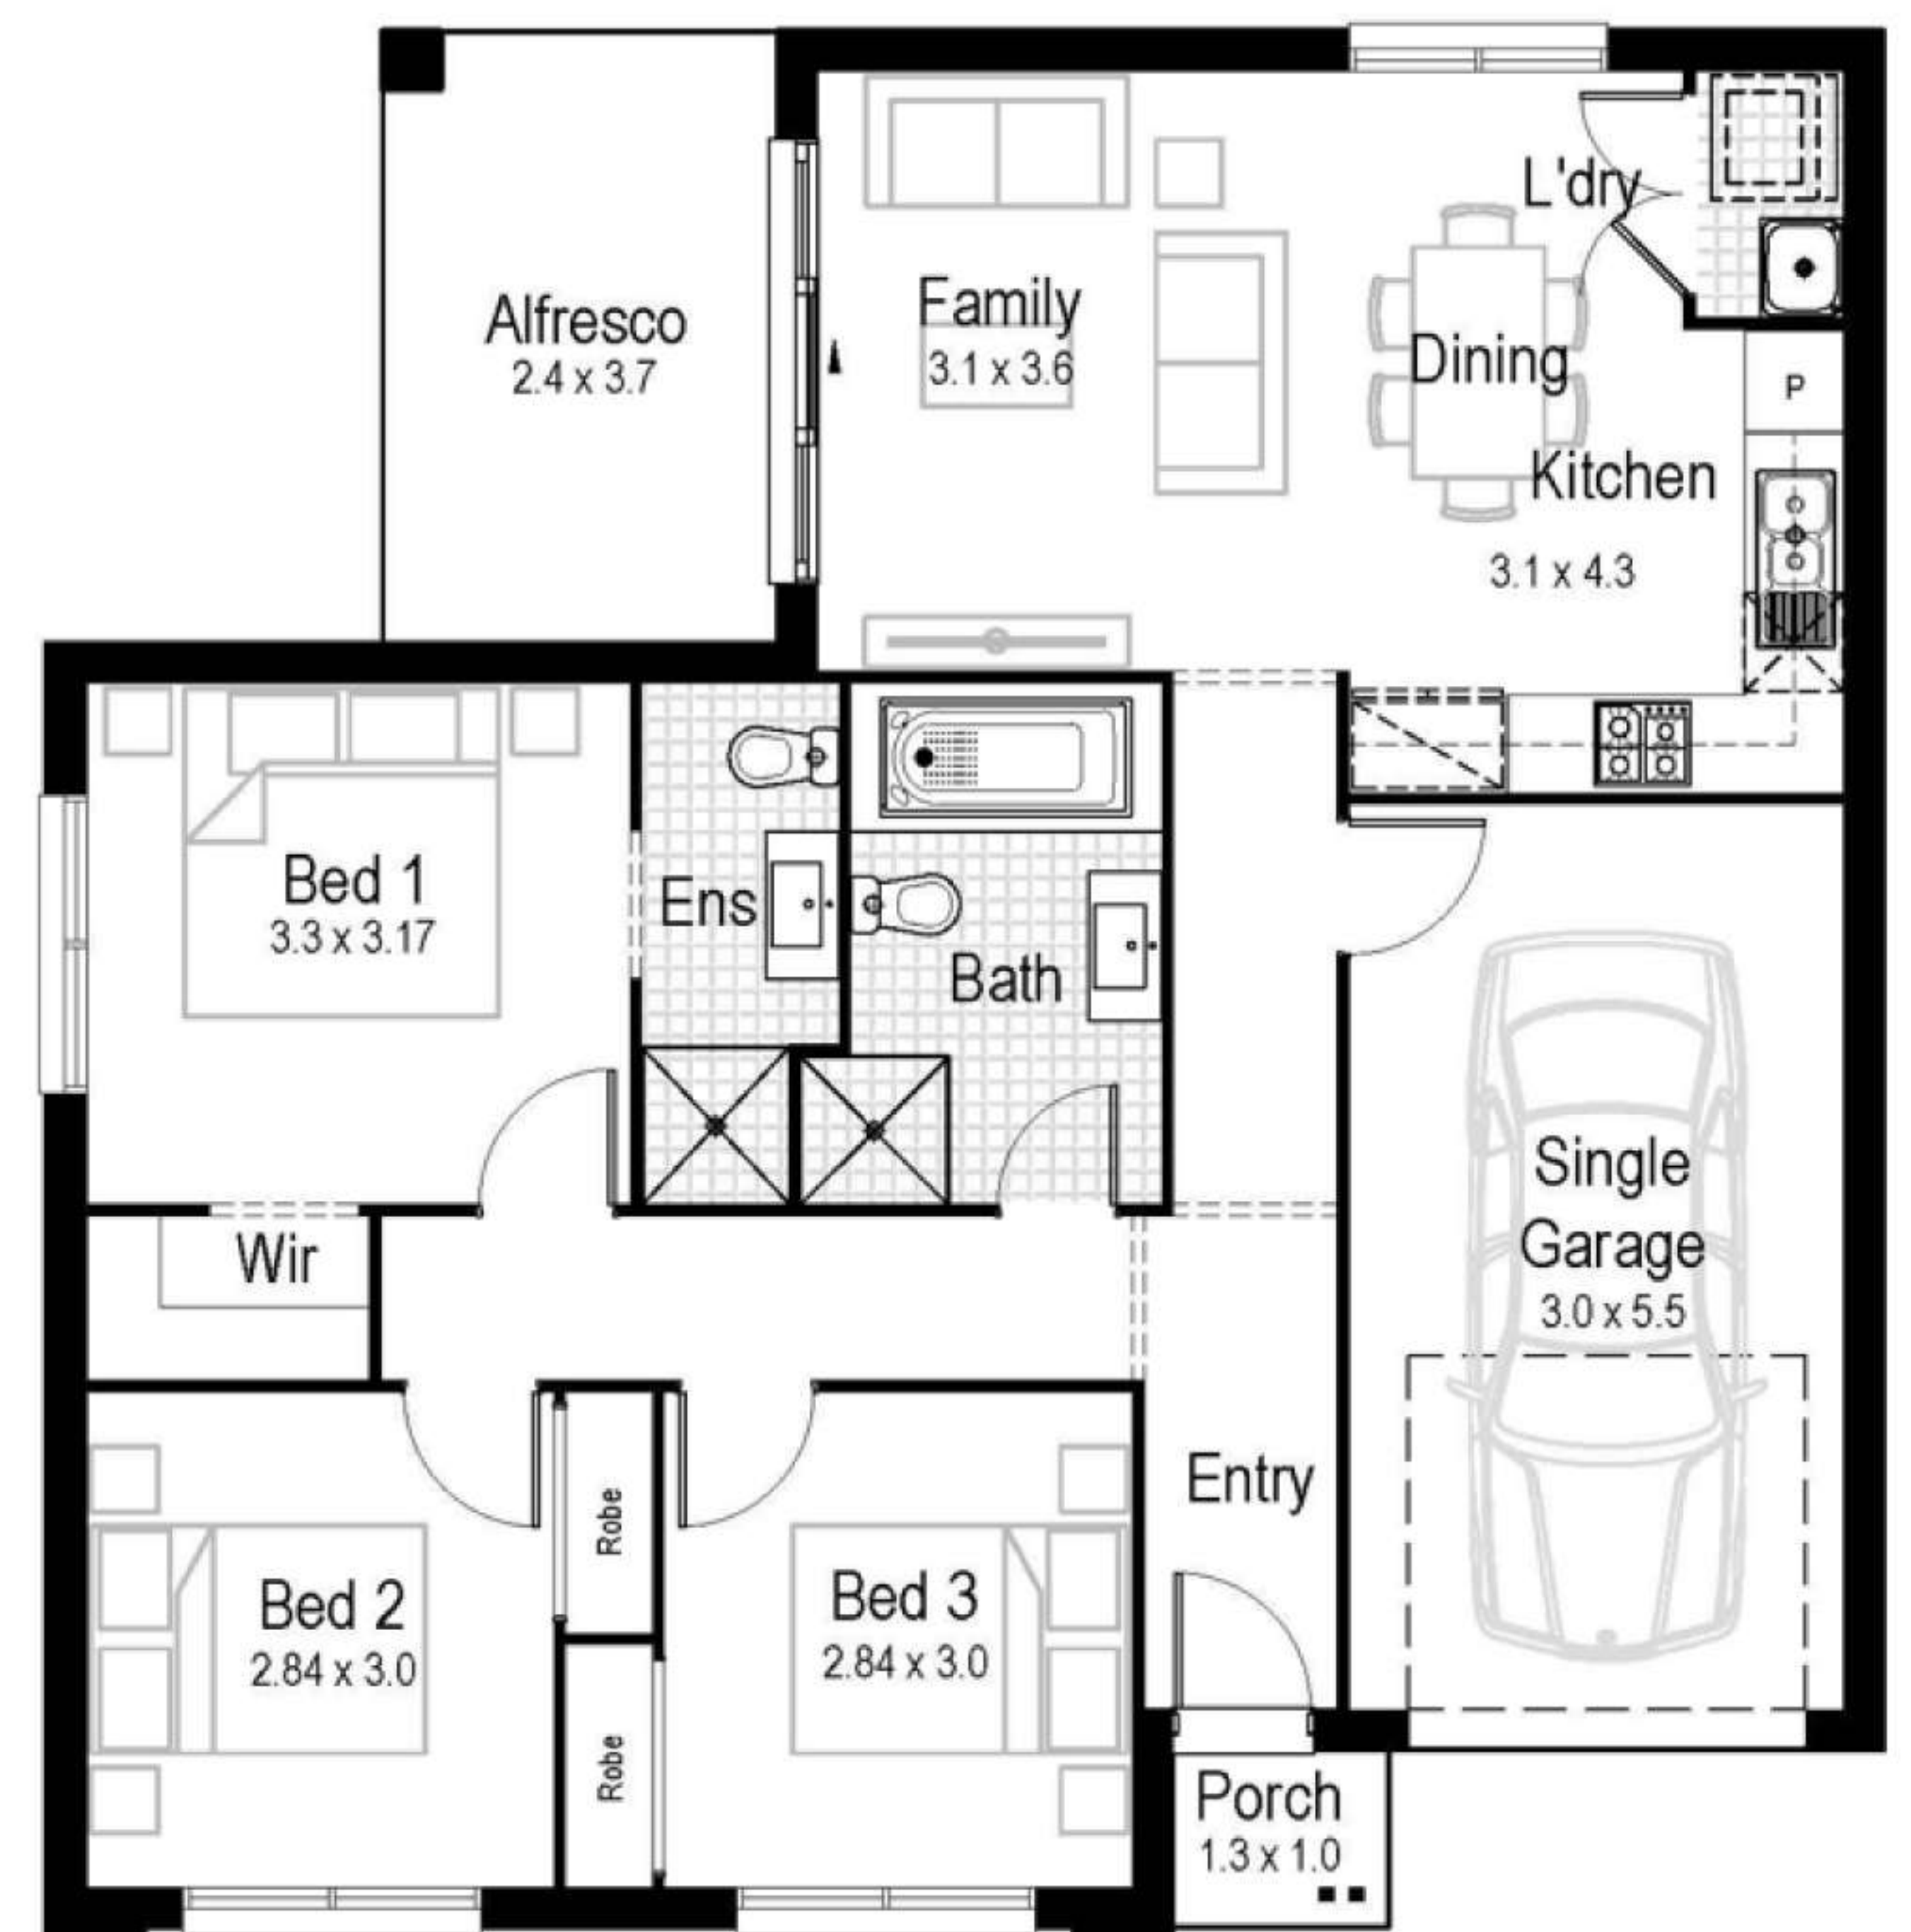 L'dry
Alfresco
2.4 x 3.7
Family
3.1 x 3.6
Dining
P
Kitchen
3.1 x 4.3
Bed 1
3.3 x 3.17
Ens
Bath
Single
Garage
3.0 x 5.5
Wir
Entry
Robe
Bed 2
2.84 x 3.0
Bed 3
2.84 x 3.0
Robe
Porch
1.3 x 1.0